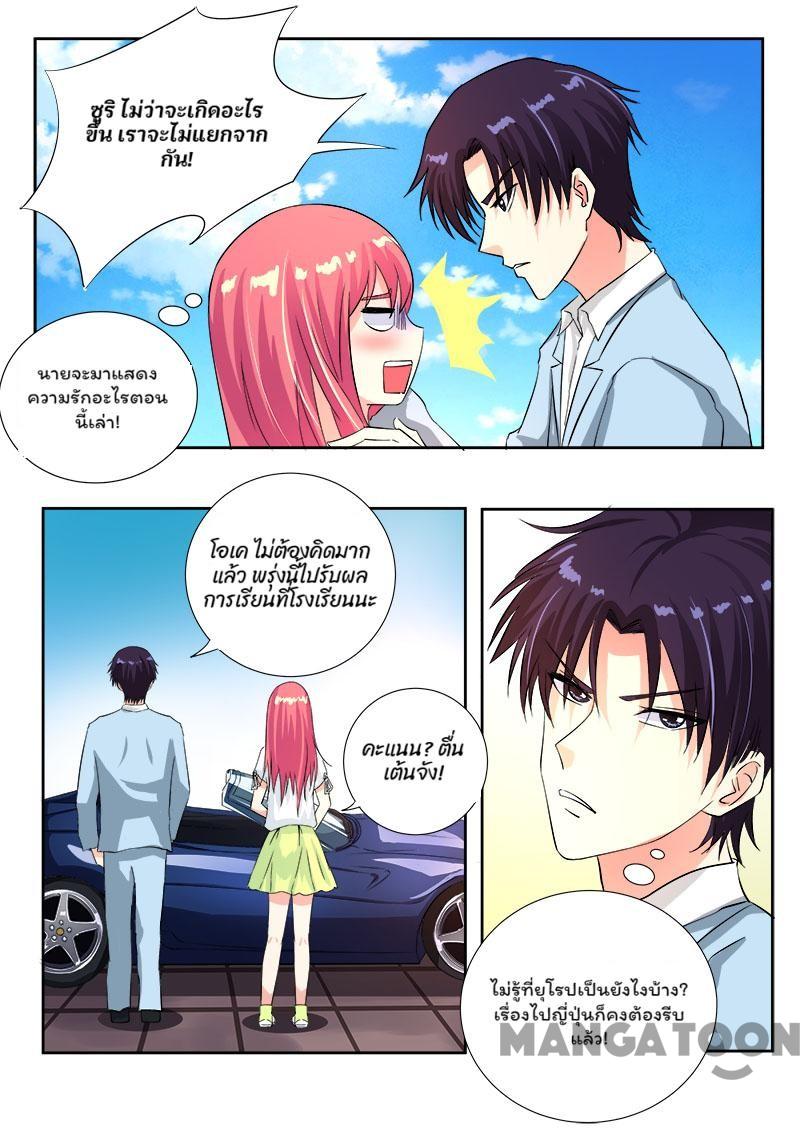 ซูริ ไม่ว่าจะเกิดอะไร
ขึ้น เราจะไม่แยกจาก
กัน!
นายจะมาแสดง
ความรักอะไรตอน
นี้เล่า!
โอเค ไม่ต้องคิดมาก
แล้ว พรุ่งนี้ไปรับผล
การเรียนที่โรงเรียนนะ
คะแนน? ตื่น
เต้นจัง!
ไม่รู้ที่ยุโรปเป็นยังไงบ้าง?
เรื่องไปญี่ปุ่นก็คงต้องรีบ
แล้ว!
MANGATOON